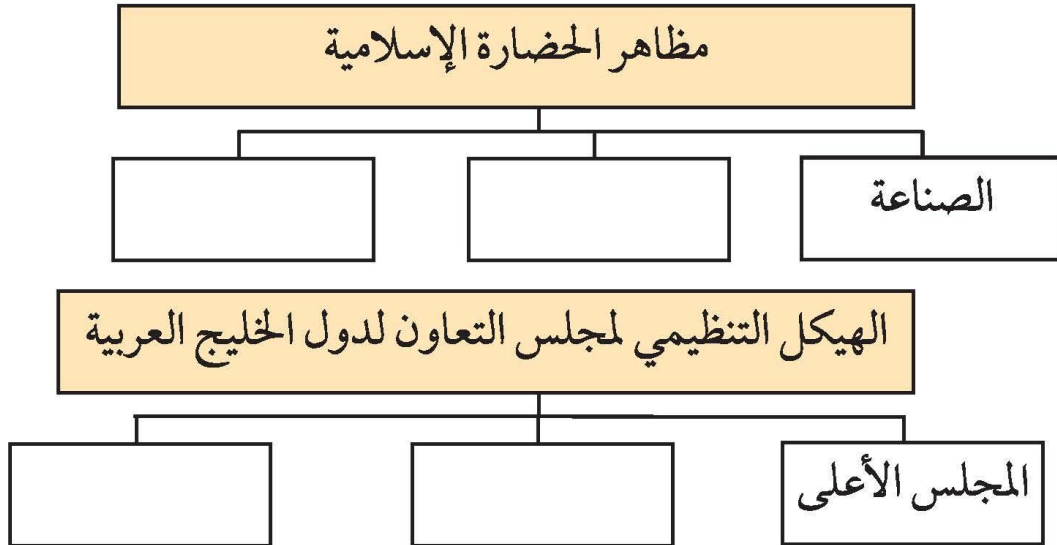 مظاهر الحضارة الإسلامية
الصناعة
الهيكل التنظيمي لمجلس التعاون لدول الخليج العربية
المجلس الأعلى